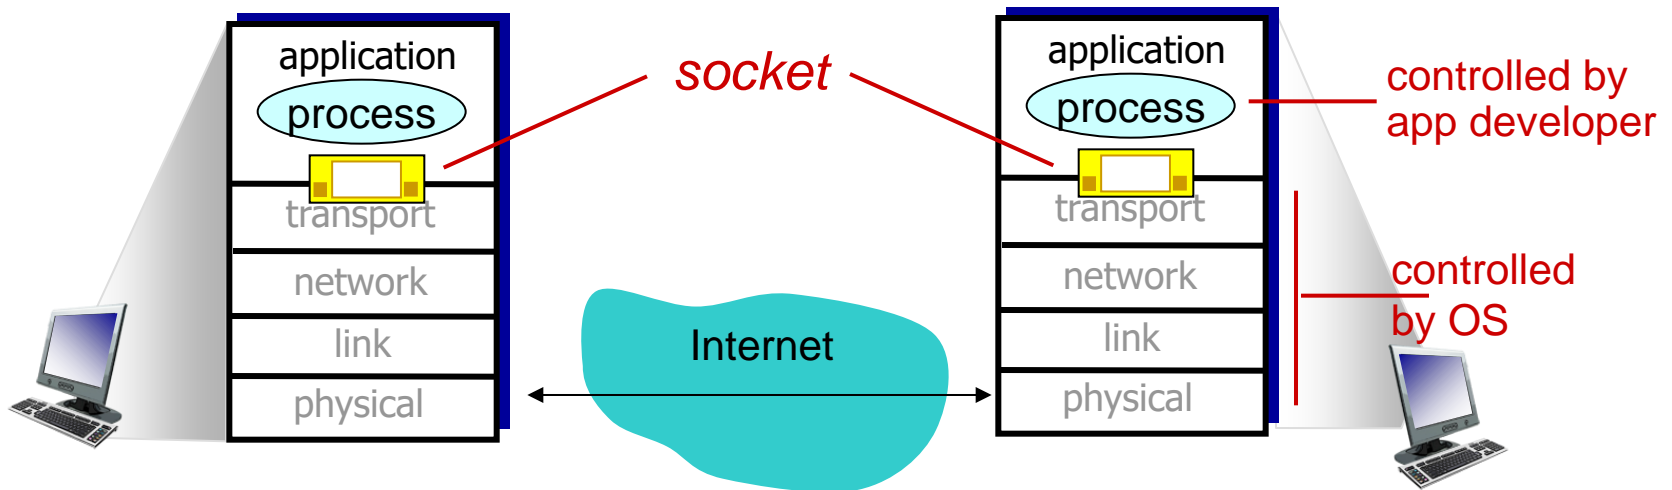 application
process
transport
network
link
physical
socket
Internet
application
process
transport
network
link
physical
controlled by
app developer
controlled
by OS